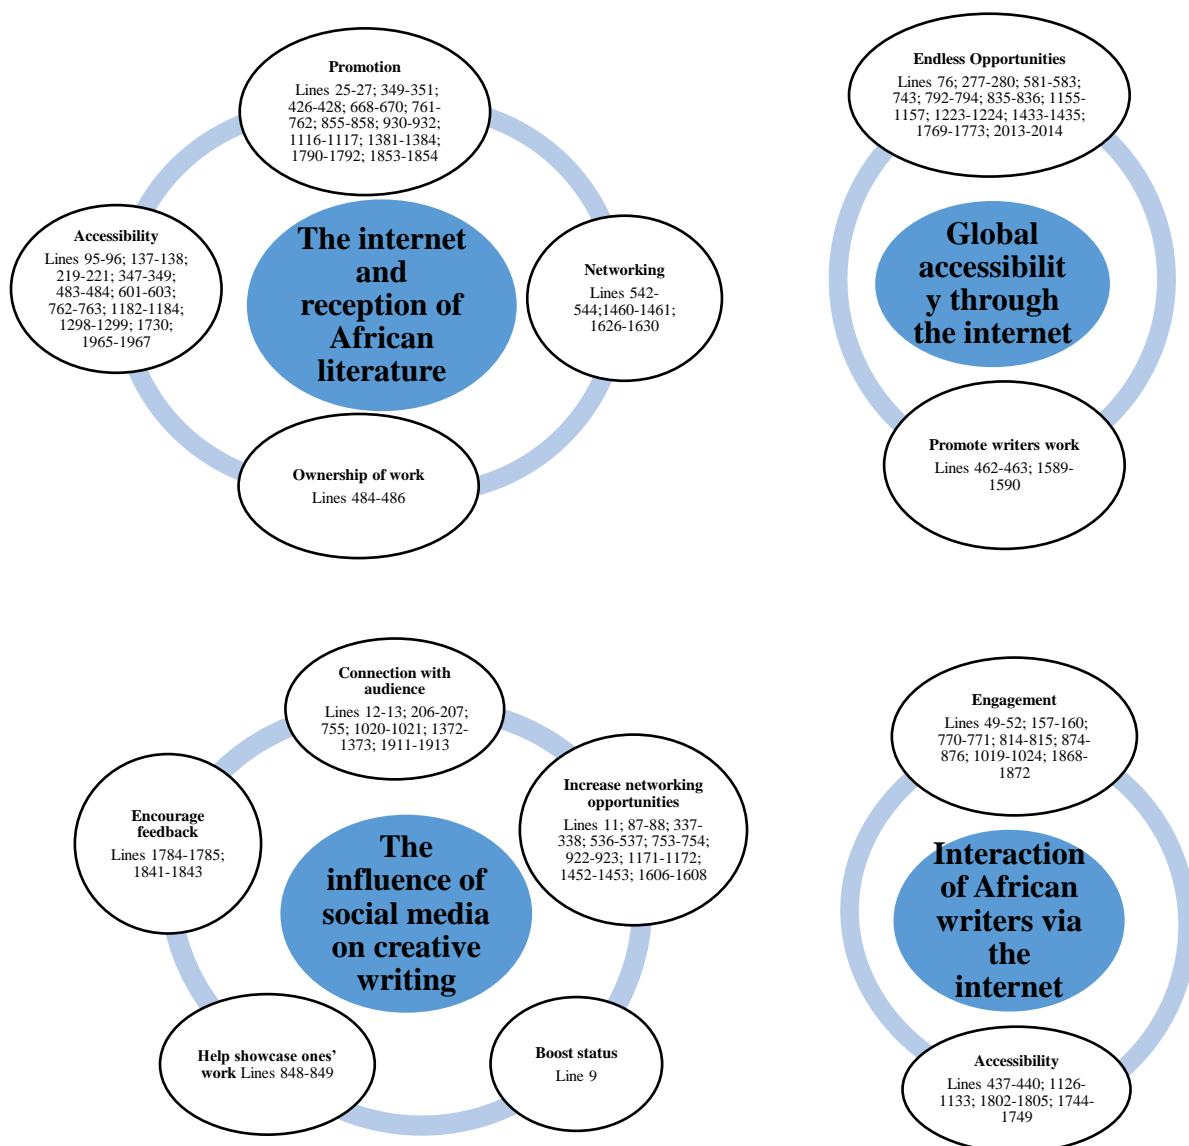 Promotion
Lines 25-27; 349-351;
426-428; 668-670; 761-
762; 855-858; 930-932;
1116-1117; 1381-1384;
1790-1792; 1853-1854
Accessibility
Lines 95-96; 137-138;
219-221; 347-349;
483-484; 601-603;
762-763; 1182-1184;
1298-1299; 1730;
1965-1967
The internet
and
reception of
African
literature
Networking
Lines 542-
544;1460-1461;
1626-1630
Ownership of work
Lines 484-486
Endless Opportunities
Lines 76; 277-280; 581-583;
743; 792-794; 835-836; 1155-
1157; 1223-1224; 1433-1435;
1769-1773; 2013-2014
Global
accessibilit
y through
the internet
Promote writers work
Lines 462-463; 1589-
1590
Connection with
audience
Lines 12-13; 206-207;
755; 1020-1021; 1372-
1373; 1911-1913
Encourage
feedback
Lines 1784-1785;
1841-1843
The
influence of
social media
on creative
writing
Increase networking
opportunities
Lines 11; 87-88; 337-
338; 536-537; 753-754;
922-923; 1171-1172;
1452-1453; 1606-1608
Help showcase ones'
work Lines 848-849
Boost status
Line 9
Engagement
Lines 49-52; 157-160;
770-771; 814-815; 874-
876; 1019-1024; 1868-
1872
Interaction
of African
writers via
the
internet
Accessibility
Lines 437-440; 1126-
1133; 1802-1805; 1744-
1749